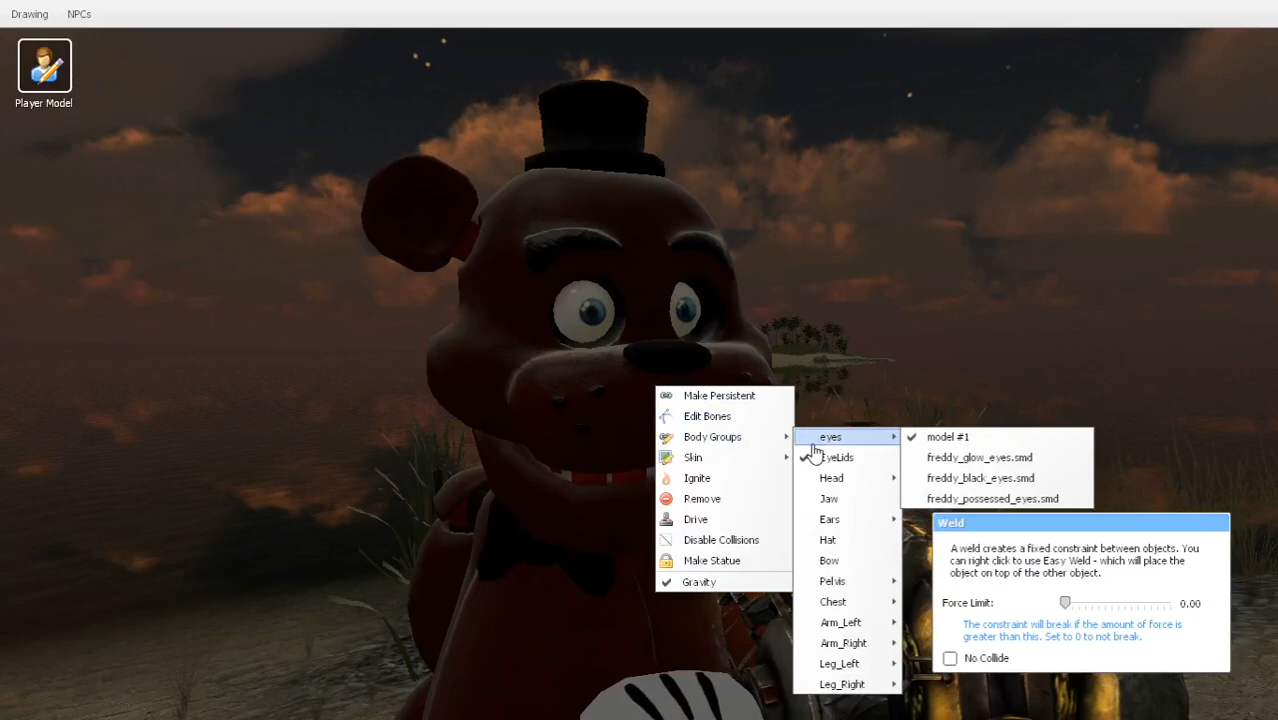 Drawing
NPCs
Player Model
Make Persistent
Edit Bones
Body Groups
Skin
Ignite
Remove
Drive
Disable Collisions
Make Statue
Gravity
eyes
EyeLids
Head
Jaw
Ears
Hat
Bow
Pelvis
Chest
Arm_Left
Arm_Right
Leg_Left
Leg_Right
model #1
freddy_glow_eyes.smd
freddy_black_eyes.smd
freddy_possessed_eyes.smd
Weld
A weld creates a fixed constraint between objects. You
can right click to use Easy Weld - which will place the
object on top of the other object.
Force Limit: 0.00
The constraint will break if the amount of force is
greater than this. Set to 0 to not break.
No Collide